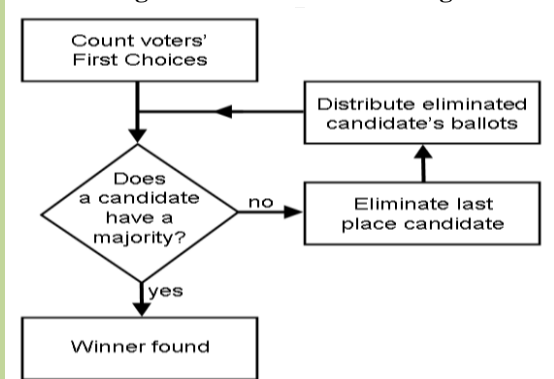 Count voters'
First Choices
Distribute eliminated
candidate's ballots
Does
a candidate
have a
majority?
no
Eliminate last
place candidate
yes
Winner found